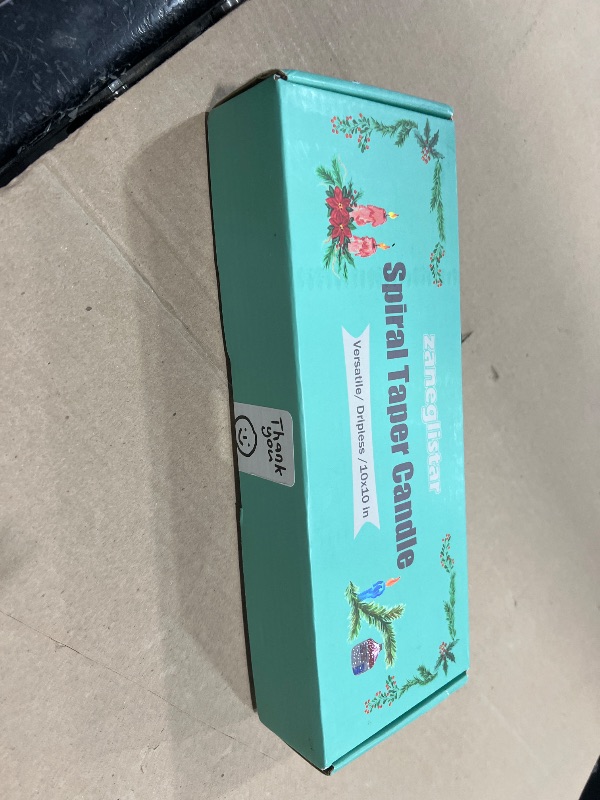 zaneglistar
Spiral Taper Candle
Versatile/ Dripless /10x10 in
Thank
you